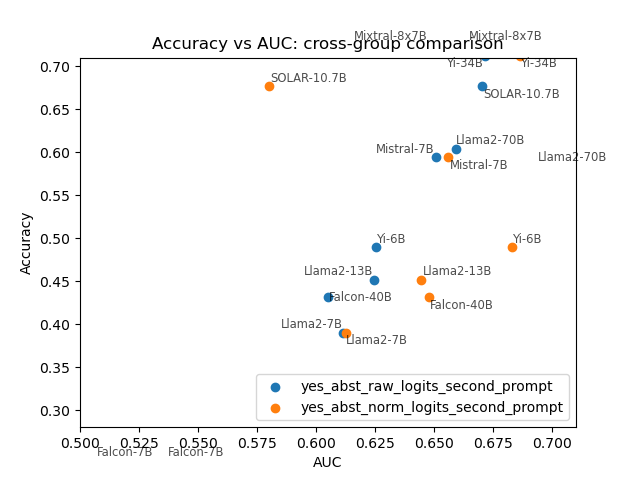 Mixtral-8x7B Mixtral-8x7B
Accuracy vs AUC: cross-group comparison
0.70 Yi-34B Yi-34B
SOLAR-10.7B
SOLAR-10.7B
0.65
Llama2-70B
0.60 Mistral-7B Llama2-70B
Mistral-7B
0.55
0.50 Yi-6B Yi-6B
Accuracy
0.45 Llama2-13B Llama2-13B
Falcon-40B
Falcon-40B
0.40 Llama2-7B
Llama2-7B
0.35
yes_abst_raw_logits_second_prompt
0.30 yes_abst_norm_logits_second_prompt
0.500 0.525 0.550 0.575 0.600 0.625 0.650 0.675 0.700
Falcon-7B Falcon-7B
AUC